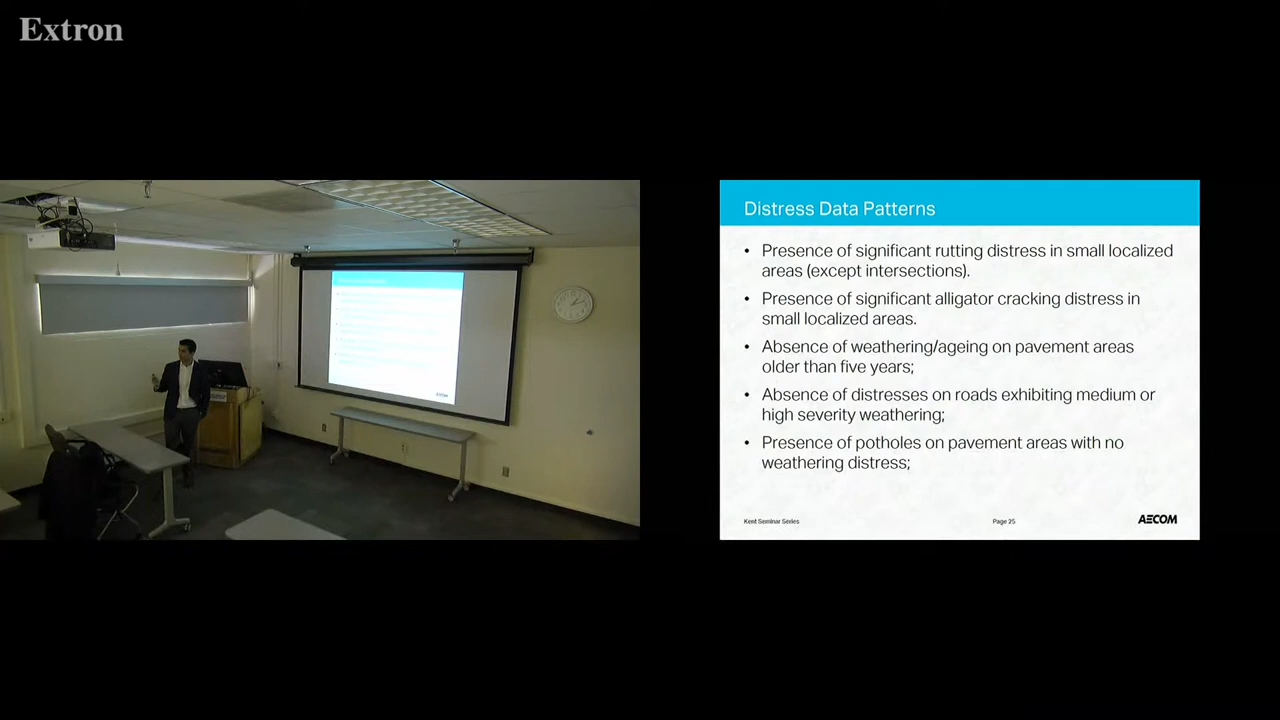 Extron
Distress Data Patterns
• Presence of significant rutting distress in small localized
areas (except intersections).
• Presence of significant alligator cracking distress in
small localized areas.
• Absence of weathering/ageing on pavement areas
older than five years;
• Absence of distresses on roads exhibiting medium or
high severity weathering;
• Presence of potholes on pavement areas with no
weathering distress;
Kent Seminar Series
Page 25
AECOM